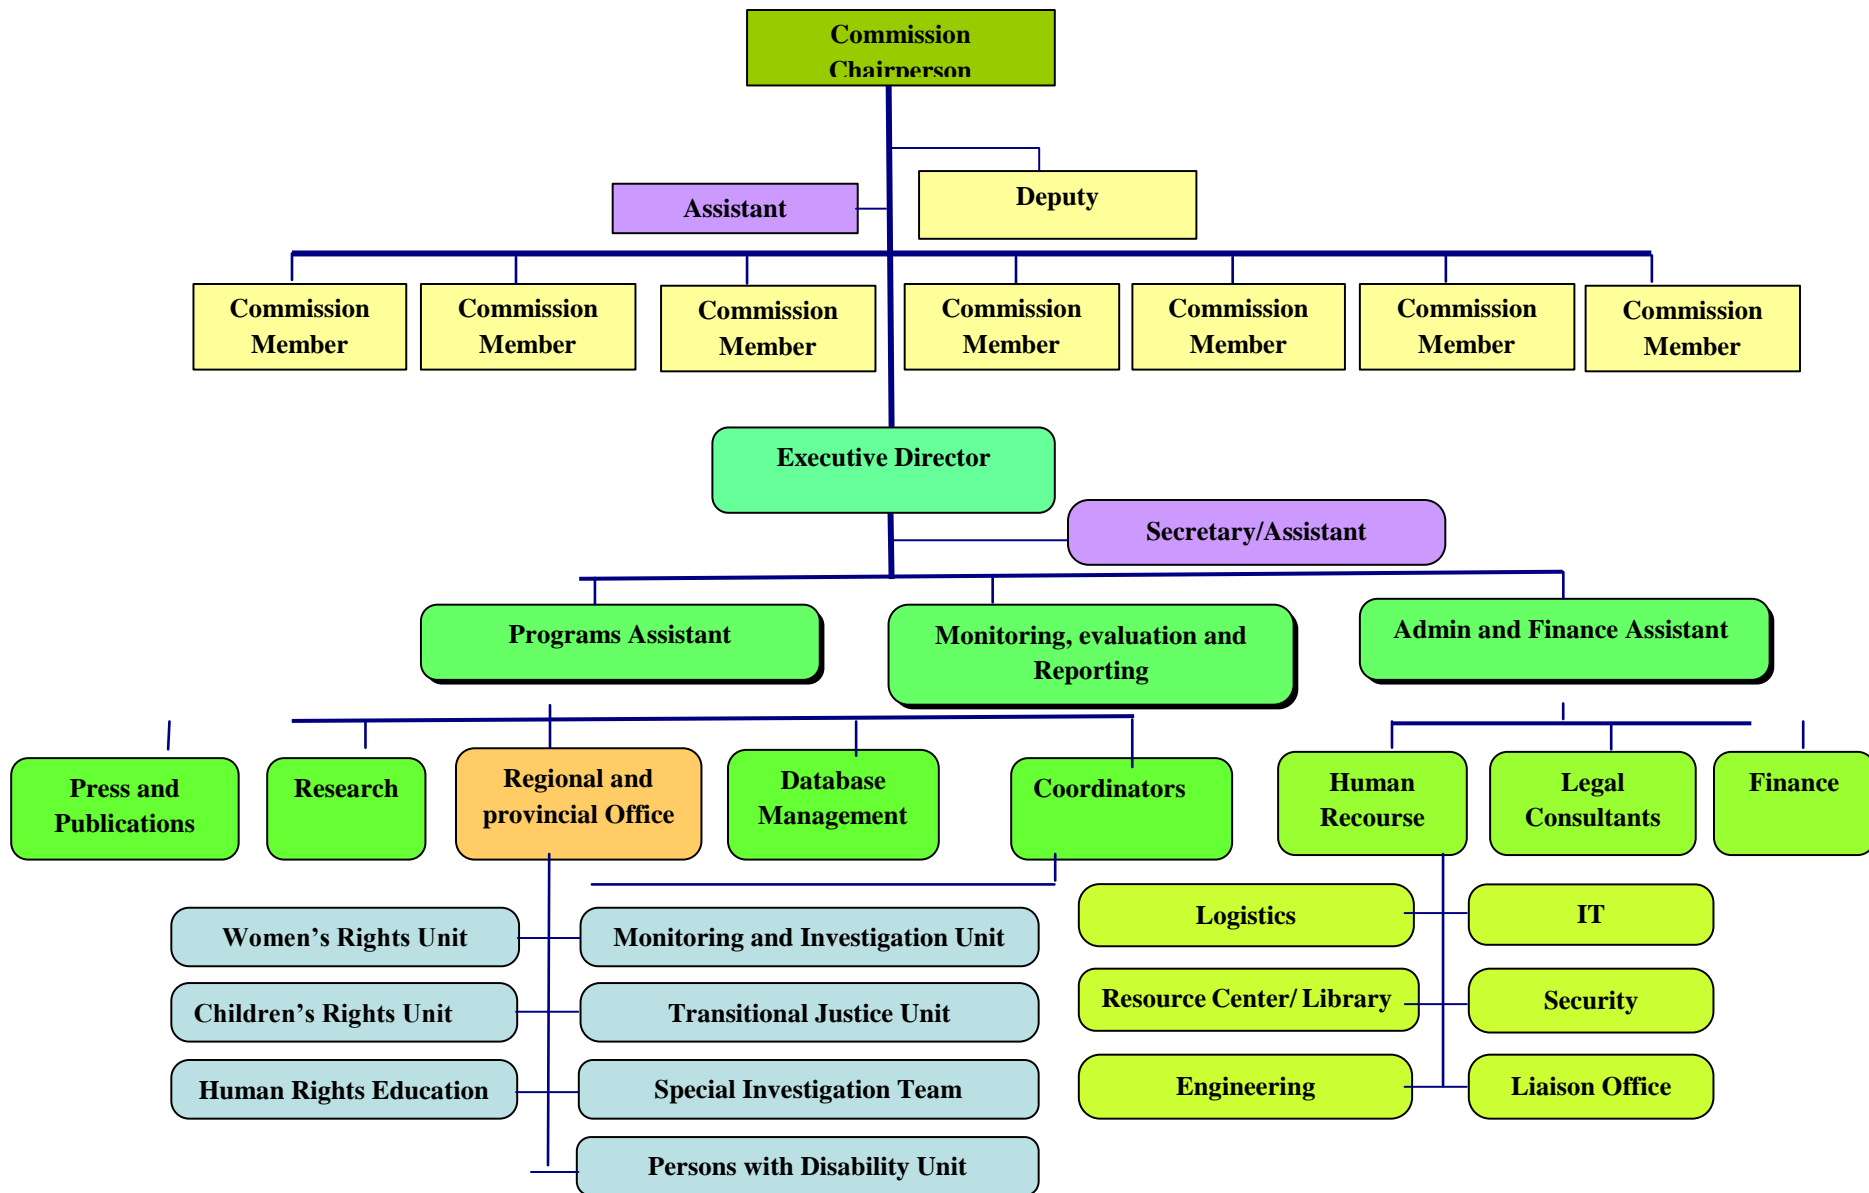 Commission
Chairperson
Assistant
Deputy
Commission
Member
Commission
Member
Commission
Member
Commission
Member
Commission
Member
Commission
Member
Commission
Member
Executive Director
Secretary/Assistant
Programs Assistant
Monitoring, evaluation and
Reporting
Admin and Finance Assistant
Press and
Publications
Research
Regional and
provincial Office
Database
Management
Coordinators
Human
Recourse
Legal
Consultants
Finance
Women’s Rights Unit
Monitoring and Investigation Unit
Children’s Rights Unit
Transitional Justice Unit
Human Rights Education
Special Investigation Team
Persons with Disability Unit
Logistics
IT
Resource Center/ Library
Security
Engineering
Liaison Office